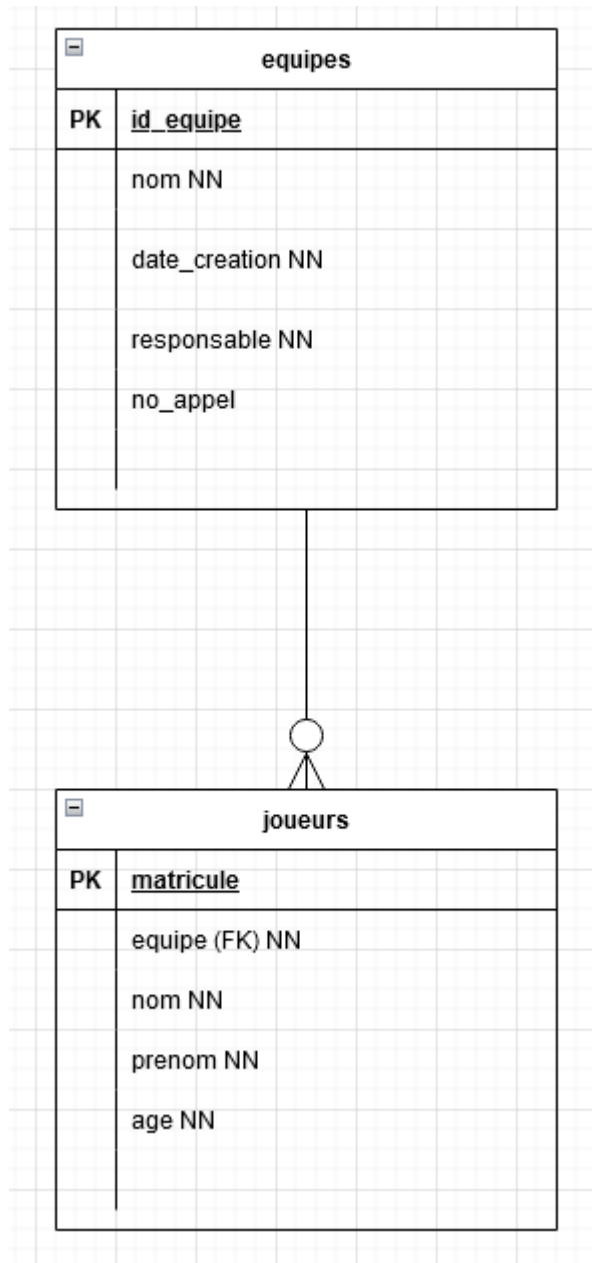 equipes
PK id_equipe
nom NN
date_creation NN
responsable NN
no_appel
joueurs
PK matricule
equipe (FK) NN
nom NN
prenom NN
age NN